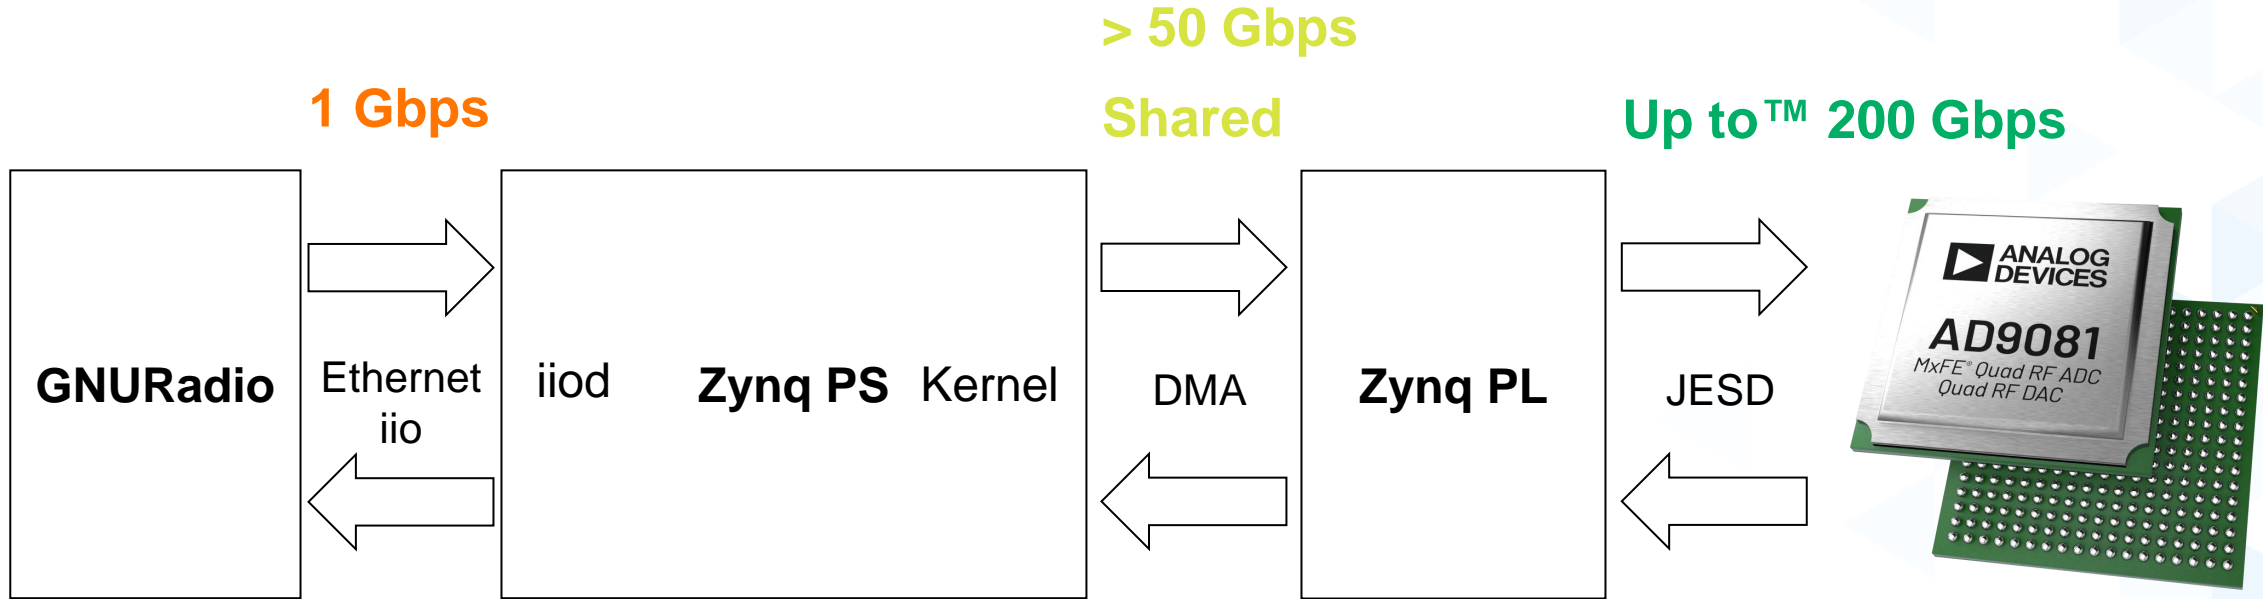 > 50 Gbps
1 Gbps
Shared
Up to™ 200 Gbps
GNURadio
Ethernet
iio
iiod
Zynq PS
Kernel
DMA
Zynq PL
JESD
ANALOG
DEVICES
AD9081
MxFE® Quad RF ADC
Quad RF DAC